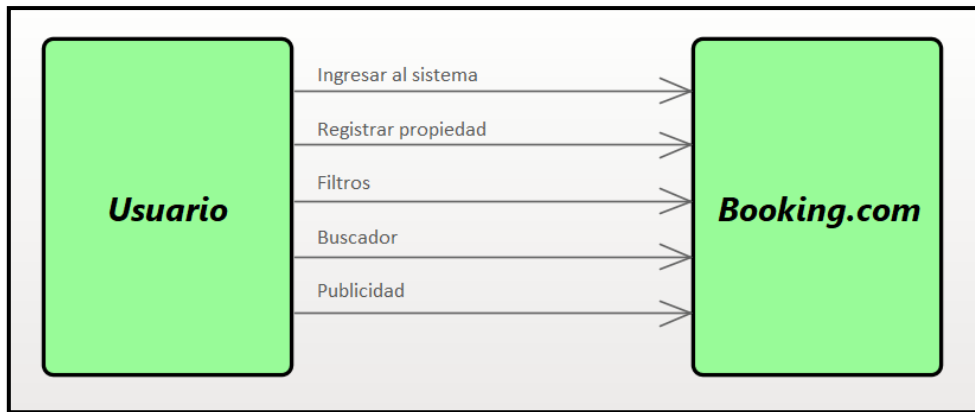 Ingresar al sistema
Registrar propiedad
Filtros
Usuario
Booking.com
Buscador
Publicidad